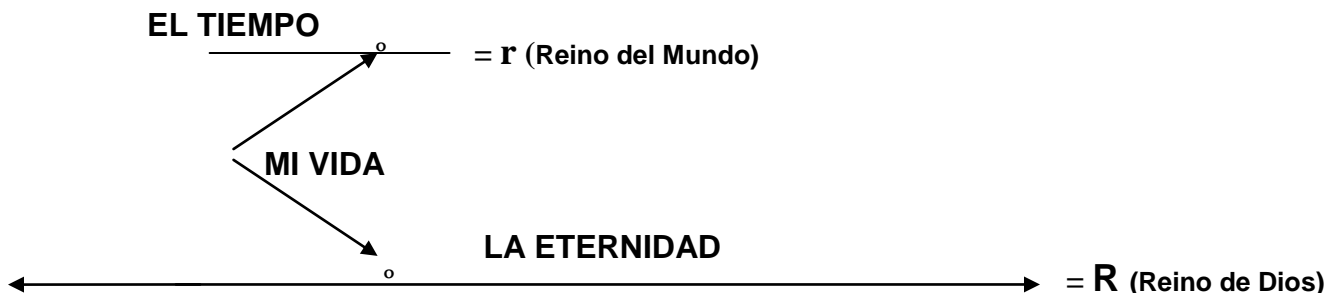 EL TIEMPO
o
= r (Reino del Mundo)
MI VIDA
LA ETERNIDAD
o
= R (Reino de Dios)